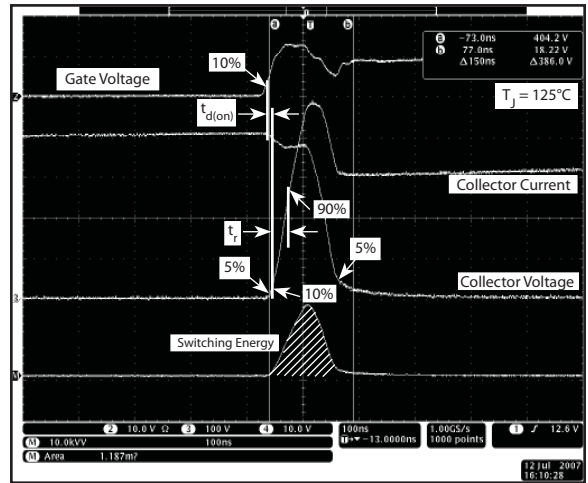 a
T
b
a -73.0ns 404.2 V
b 77.0ns 18.22 V
Δ150ns Δ386.0 V
10%
Gate Voltage
TJ = 125°C
2
td(on)
Collector Current
90%
tr
5%
5%
10%
Collector Voltage
3
Switching Energy
M
2 10.0 V Ω 3 100 V 4 10.0 V
100ns
1.00GS/s
1 ∫ 12.6 V
M 10.0kVV 100ns
T→▼ -13.0000ns
1000 points
M Area 1.187m?
12 Jul 2007
16:10:28